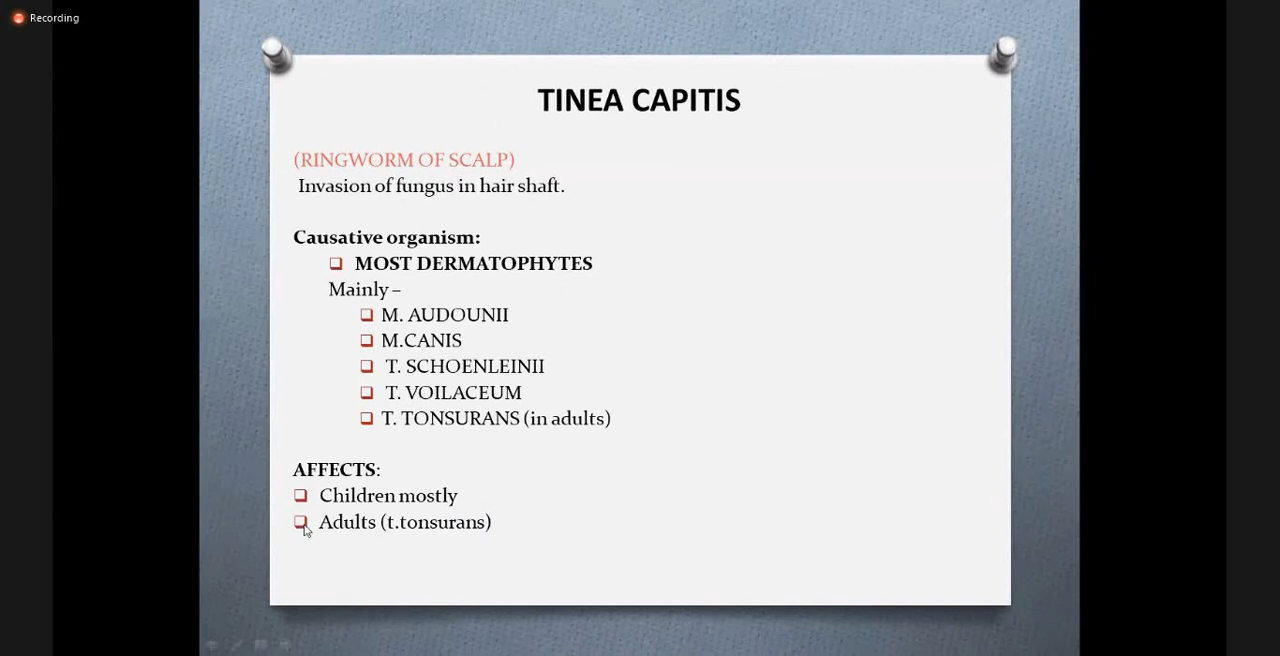 Recording
TINEA CAPITIS
(RINGWORM OF SCALP)
Invasion of fungus in hair shaft.
Causative organism:
MOST DERMATOPHYTES
Mainly –
M. AUDOUNII
M.CANIS
T. SCHOENLEINII
T. VOILACEUM
T. TONSURANS (in adults)
AFFECTS:
Children mostly
Adults (t.tonsurans)